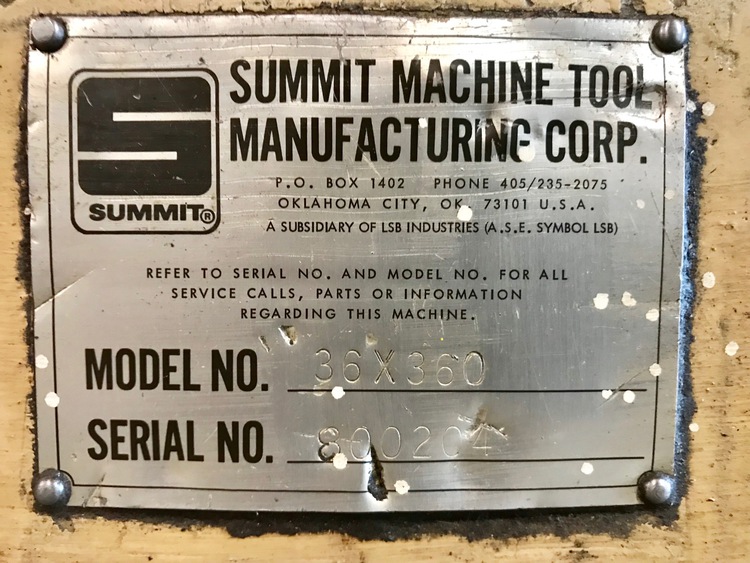 SUMMIT MACHINE TOOL
MANUFACTURING CORP.
SUMMIT®
P.O. BOX 1402 PHONE 405/235-2075
OKLAHOMA CITY, OK. 73101 U.S.A.
A SUBSIDIARY OF LSB INDUSTRIES (A.S.E. SYMBOL LSB)
REFER TO SERIAL NO. AND MODEL NO. FOR ALL
SERVICE CALLS, PARTS OR INFORMATION
REGARDING THIS MACHINE.
MODEL NO. 36X360
SERIAL NO. 800204